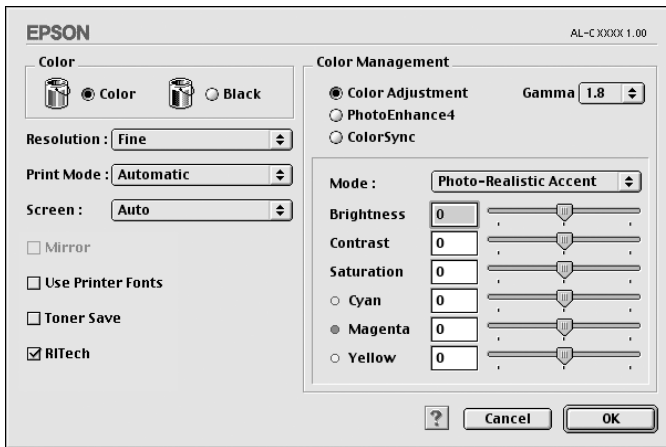 EPSON
AL-CXXXX 1.00
Color
Color
Black
Resolution : Fine
Print Mode : Automatic
Screen : Auto
Mirror
Use Printer Fonts
Toner Save
RITech
Color Management
Color Adjustment
Gamma 1.8
PhotoEnhance4
ColorSync
Mode : Photo-Realistic Accent
Brightness 0
Contrast 0
Saturation 0
Cyan 0
Magenta 0
Yellow 0
?
Cancel
OK